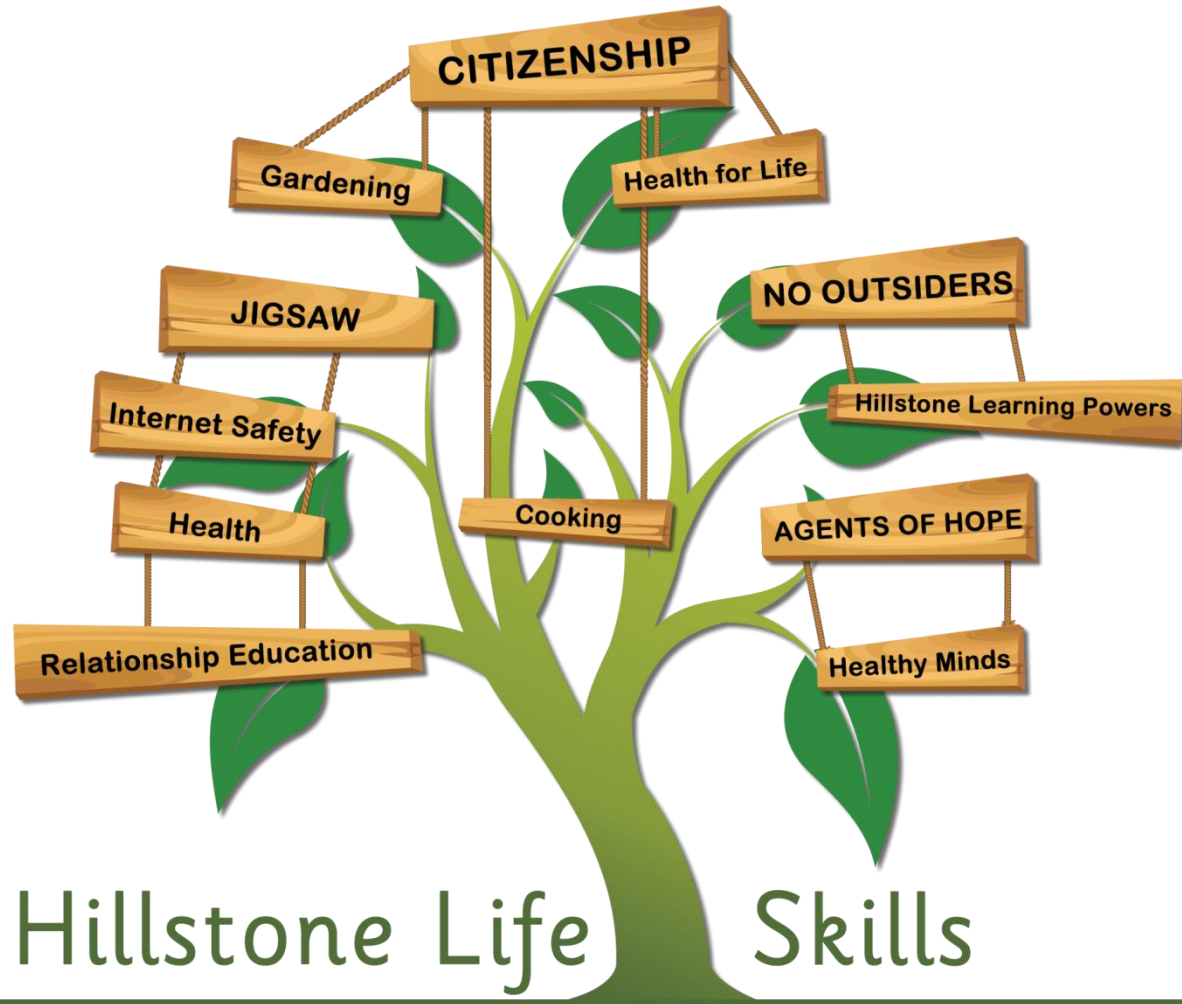 CITIZENSHIP
Gardening
Health for Life
Cooking
JIGSAW
Internet Safety
Health
Relationship Education
NO OUTSIDERS
Hillstone Learning Powers
AGENTS OF HOPE
Healthy Minds
Hillstone Life Skills